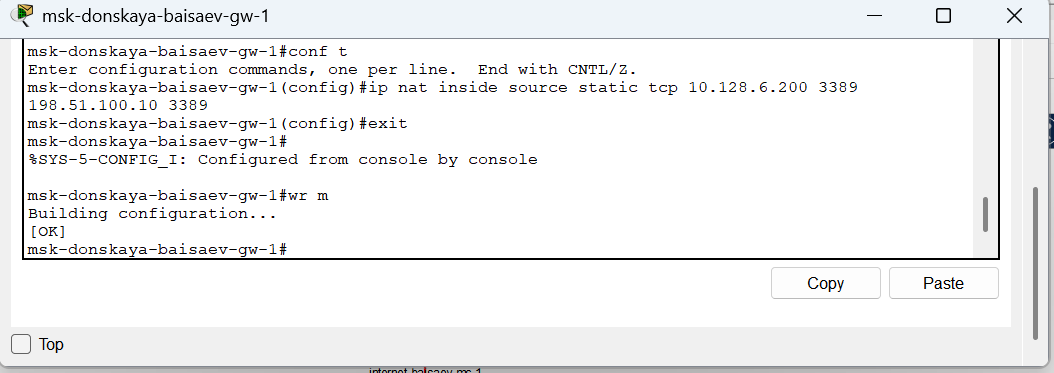 msk-donskaya-baisaev-gw-1
msk-donskaya-baisaev-gw-1#conf t
Enter configuration commands, one per line.  End with CNTL/Z.
msk-donskaya-baisaev-gw-1(config)#ip nat inside source static tcp 10.128.6.200 3389
198.51.100.10 3389
msk-donskaya-baisaev-gw-1(config)#exit
msk-donskaya-baisaev-gw-1#
%SYS-5-CONFIG_I: Configured from console by console
msk-donskaya-baisaev-gw-1#wr m
Building configuration...
[OK]
msk-donskaya-baisaev-gw-1#
Copy Paste
Top